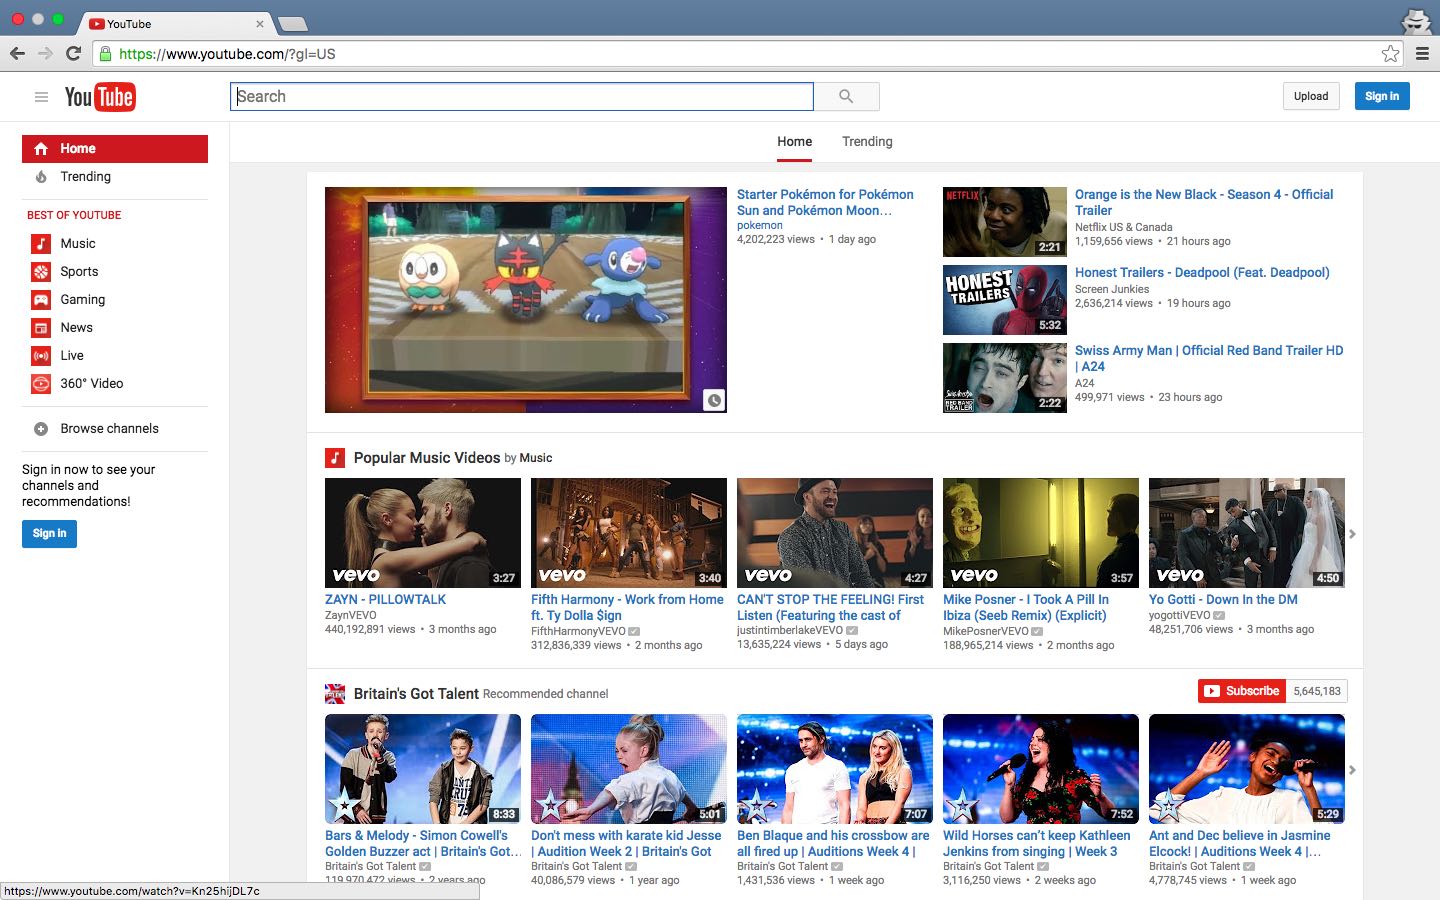 YouTube
https://www.youtube.com/?gl=US
YouTube
Search
Upload
Sign in
Home
Trending
BEST OF YOUTUBE
Music
Sports
Gaming
News
Live
360° Video
Browse channels
Sign in now to see your
channels and
recommendations!
Sign in
Home
Trending
Starter Pokémon for Pokémon
Sun and Pokémon Moon...
pokemon
4,202,223 views • 1 day ago
NETFLIX
2:21
Orange is the New Black - Season 4 - Official
Trailer
Netflix US & Canada
1,159,656 views • 21 hours ago
HONEST
TRAILERS
5:32
Honest Trailers - Deadpool (Feat. Deadpool)
Screen Junkies
2,636,214 views • 19 hours ago
RED BAND
TRAILER
2:22
Swiss Army Man | Official Red Band Trailer HD
| A24
A24
499,971 views • 23 hours ago
Popular Music Videos by Music
vevo
3:27
ZAYN - PILLOWTALK
ZaynVEVO
440,192,891 views • 3 months ago
vevo
3:40
Fifth Harmony - Work from Home
ft. Ty Dolla $ign
FifthHarmonyVEVO
312,836,339 views • 2 months ago
vevo
4:27
CAN'T STOP THE FEELING! First
Listen (Featuring the cast of
justintimberlakeVEVO
13,635,224 views • 5 days ago
vevo
3:57
Mike Posner - I Took A Pill In
Ibiza (Seeb Remix) (Explicit)
MikePosnerVEVO
188,965,214 views • 2 months ago
vevo
4:50
Yo Gotti - Down In the DM
yogottiVEVO
48,251,706 views • 3 months ago
Britain's Got Talent Recommended channel
Subscribe 5,645,183
8:33
Bars & Melody - Simon Cowell's
Golden Buzzer act | Britain's Got...
Britain's Got Talent
119,970,472 views • 2 years ago
5:01
Don't mess with karate kid Jesse
| Audition Week 2 | Britain's Got
Britain's Got Talent
40,086,579 views • 1 year ago
7:07
Ben Blaque and his crossbow are
all fired up | Auditions Week 4 |
Britain's Got Talent
1,431,536 views • 1 week ago
7:52
Wild Horses can't keep Kathleen
Jenkins from singing | Week 3
Britain's Got Talent
3,116,250 views • 2 weeks ago
5:29
Ant and Dec believe in Jasmine
Elcock! | Auditions Week 4 |...
Britain's Got Talent
4,778,745 views • 1 week ago
https://www.youtube.com/watch?v=Kn25hijDL7c